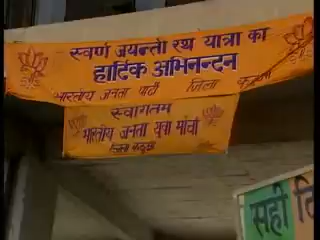 स्वर्ण जयन्ती रथ यात्रा का
हार्दिक अभिनन्दन
भारतीय जनता पार्टी जिला
स्वागतम
भारतीय जनता युवा मोर्चा
जिला
सही